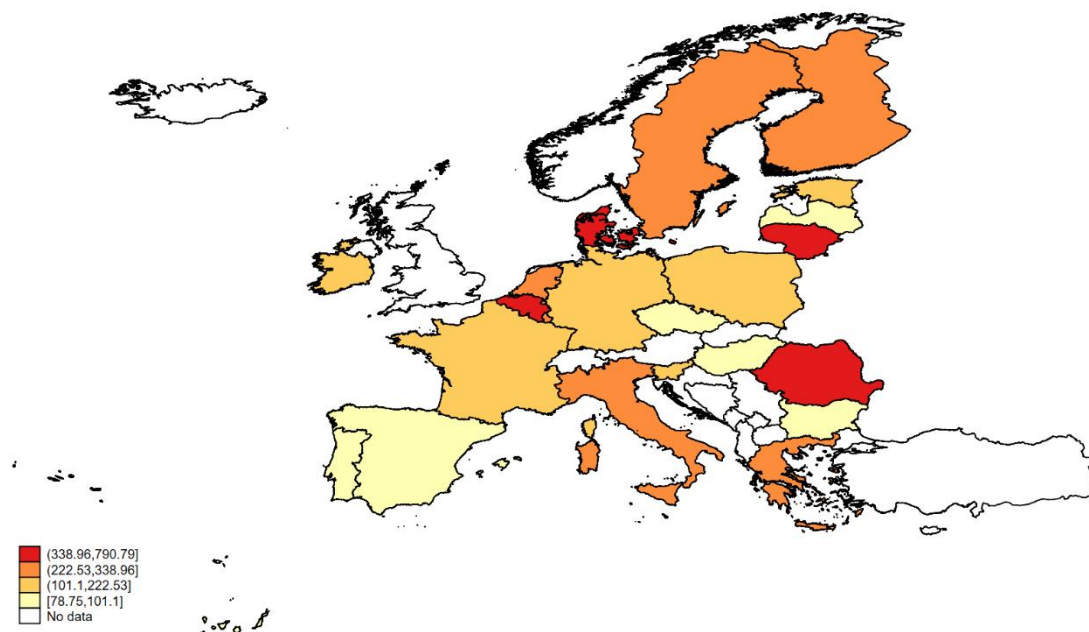 (338.96,790.79]
(222.53,338.96]
(101.1,222.53]
[78.75,101.1]
No data